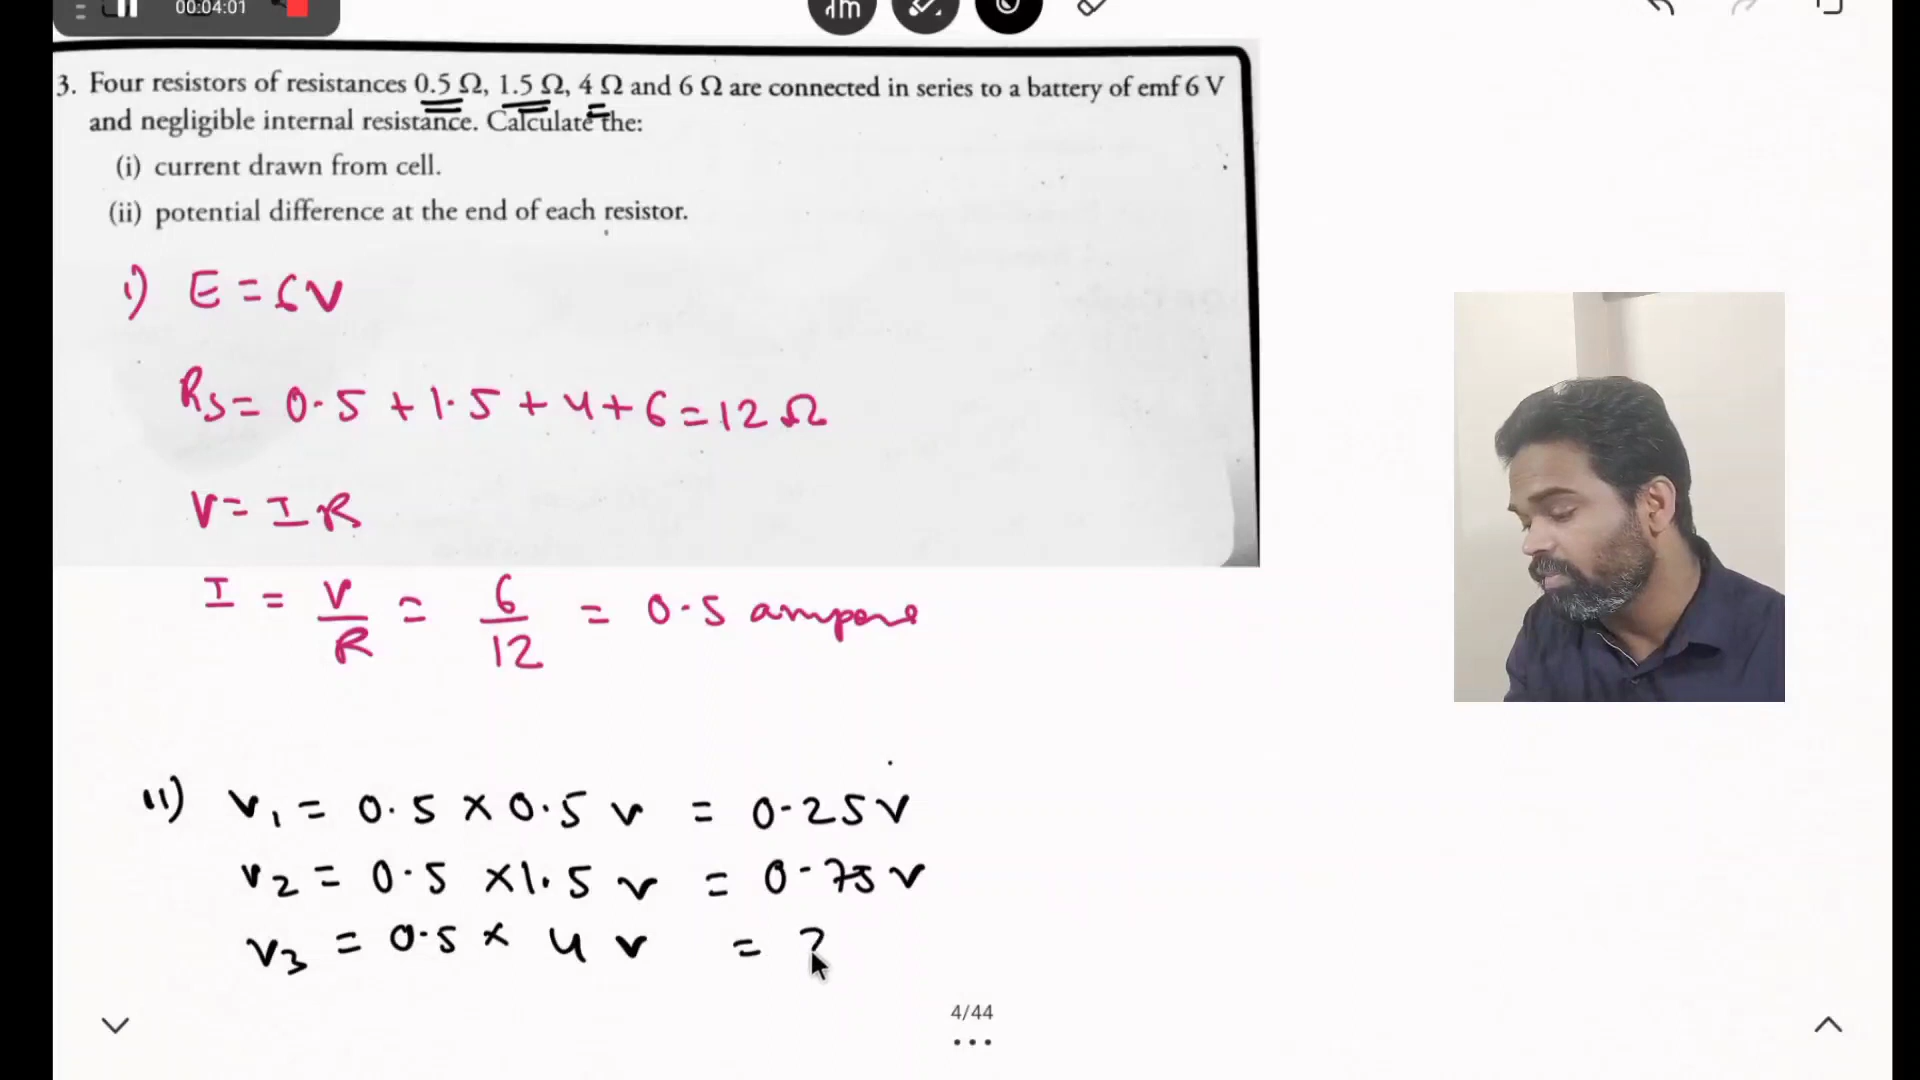 00:04:01
3. Four resistors of resistances 0.5 Ω, 1.5 Ω, 4 Ω and 6 Ω are connected in series to a battery of emf 6 V
and negligible internal resistance. Calculate the:
(i) current drawn from cell.
(ii) potential difference at the end of each resistor.
i) E = 6V
Rs = 0.5 + 1.5 + 4 + 6 = 12 Ω
V = I R
I = V/R = 6/12 = 0.5 ampere
ii) V1 = 0.5 × 0.5 v = 0.25 v
V2 = 0.5 × 1.5 v = 0.75 v
V3 = 0.5 × 4 v = 2
4/44